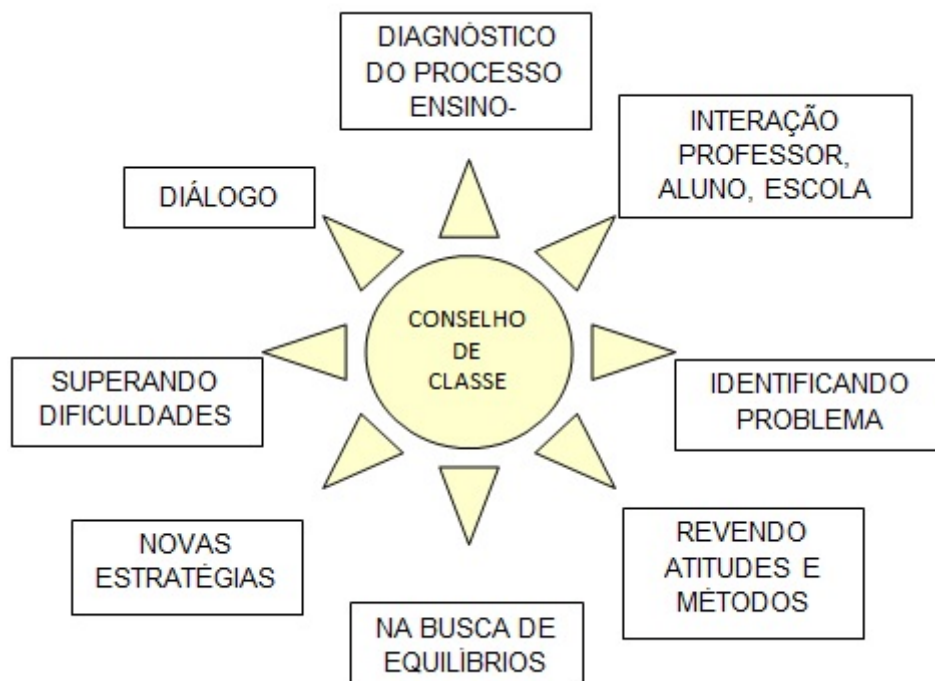 DIAGNÓSTICO
DO PROCESSO
ENSINO-
INTERAÇÃO
PROFESSOR,
ALUNO, ESCOLA
DIÁLOGO
CONSELHO
DE
CLASSE
SUPERANDO
DIFICULDADES
IDENTIFICANDO
PROBLEMA
NOVAS
ESTRATÉGIAS
REVENDO
ATITUDES E
MÉTODOS
NA BUSCA DE
EQUILÍBRIOS